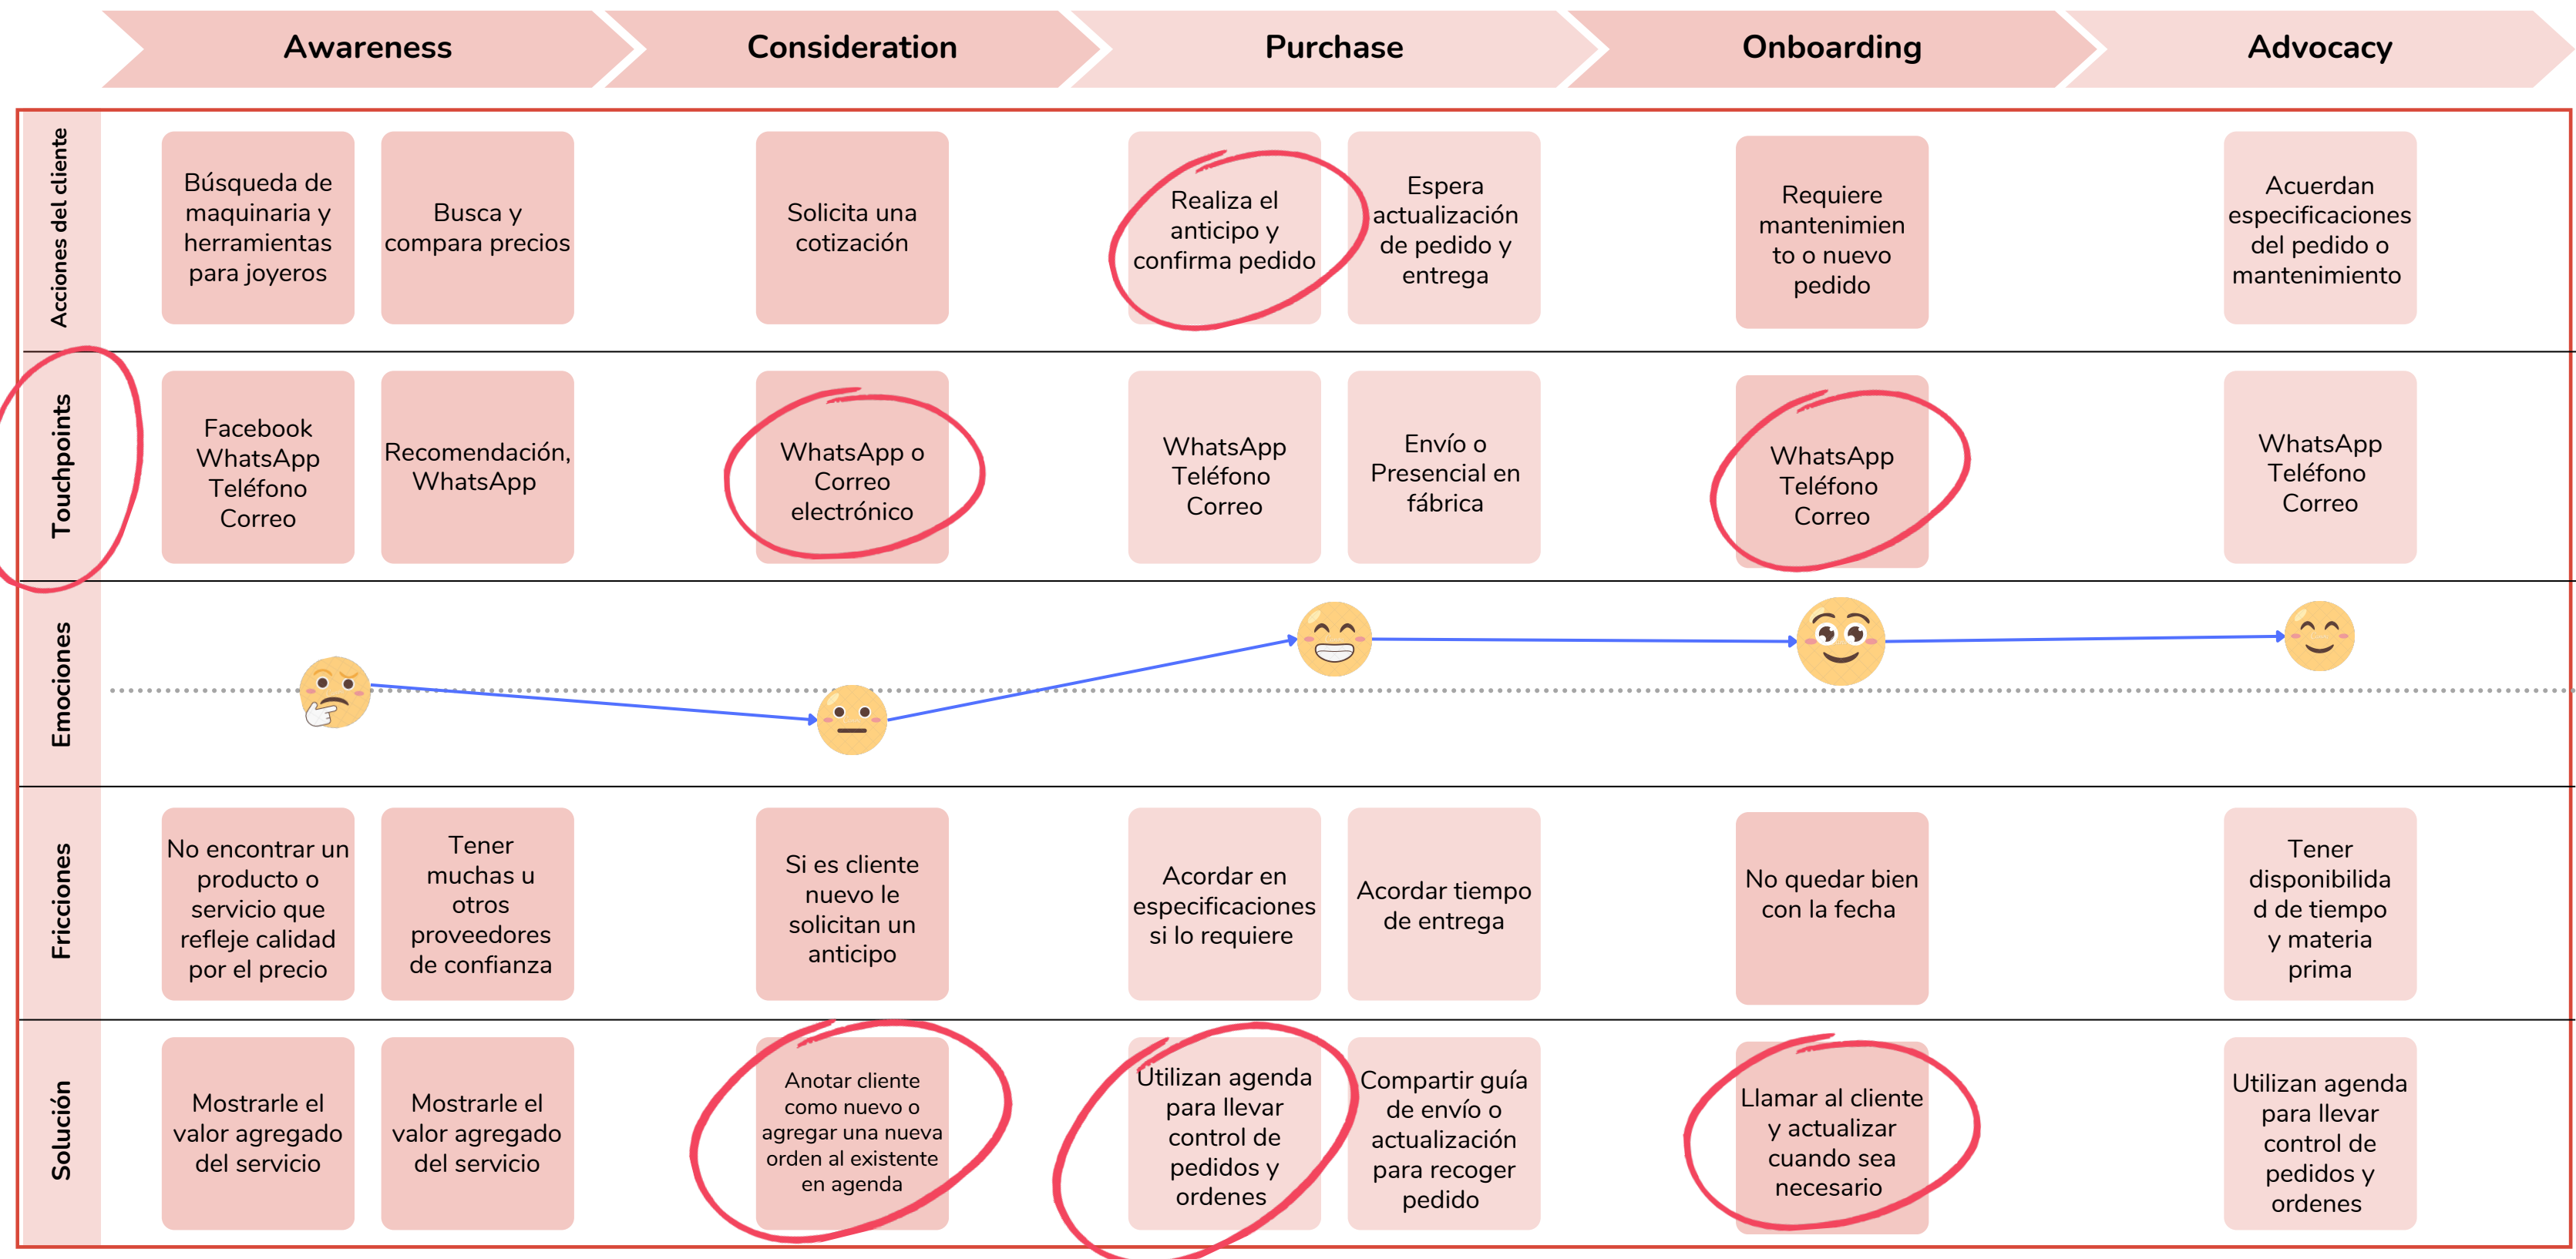 Awareness
Consideration
Purchase
Onboarding
Advocacy
Acciones del cliente
Búsqueda de
maquinaria y
herramientas
para joyeros
Busca y
compara precios
Solicita una
cotización
Realiza el
anticipo y
confirma pedido
Espera
actualización
de pedido y
entrega
Requiere
mantenimien
to o nuevo
pedido
Acuerdan
especificaciones
del pedido o
mantenimiento
Touchpoints
Facebook
WhatsApp
Teléfono
Correo
Recomendación,
WhatsApp
WhatsApp o
Correo
electrónico
WhatsApp
Teléfono
Correo
Envío o
Presencial en
fábrica
WhatsApp
Teléfono
Correo
WhatsApp
Teléfono
Correo
Emociones
Fricciones
No encontrar un
producto o
servicio que
refleje calidad
por el precio
Tener
muchas u
otros
proveedores
de confianza
Si es cliente
nuevo le
solicitan un
anticipo
Acordar en
especificaciones
si lo requiere
Acordar tiempo
de entrega
No quedar bien
con la fecha
Tener
disponibilida
d de tiempo
y materia
prima
Solución
Mostrarle el
valor agregado
del servicio
Mostrarle el
valor agregado
del servicio
Anotar cliente
como nuevo o
agregar una nueva
orden al existente
en agenda
Utilizan agenda
para llevar
control de
pedidos y
ordenes
Compartir guía
de envío o
actualización
para recoger
pedido
Llamar al cliente
y actualizar
cuando sea
necesario
Utilizan agenda
para llevar
control de
pedidos y
ordenes